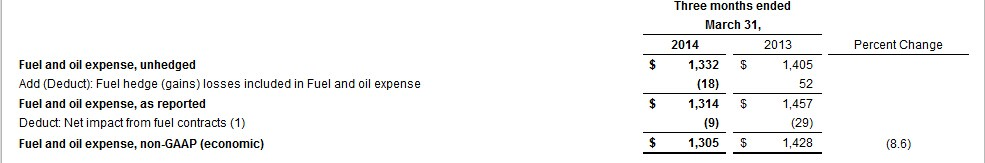 Three months ended
March 31,
2014 2013 Percent Change
Fuel and oil expense, unhedged $ 1,332 $ 1,405
Add (Deduct): Fuel hedge (gains) losses included in Fuel and oil expense (18) 52
Fuel and oil expense, as reported $ 1,314 $ 1,457
Deduct: Net impact from fuel contracts (1) (9) (29)
Fuel and oil expense, non-GAAP (economic) $ 1,305 $ 1,428 (8.6)